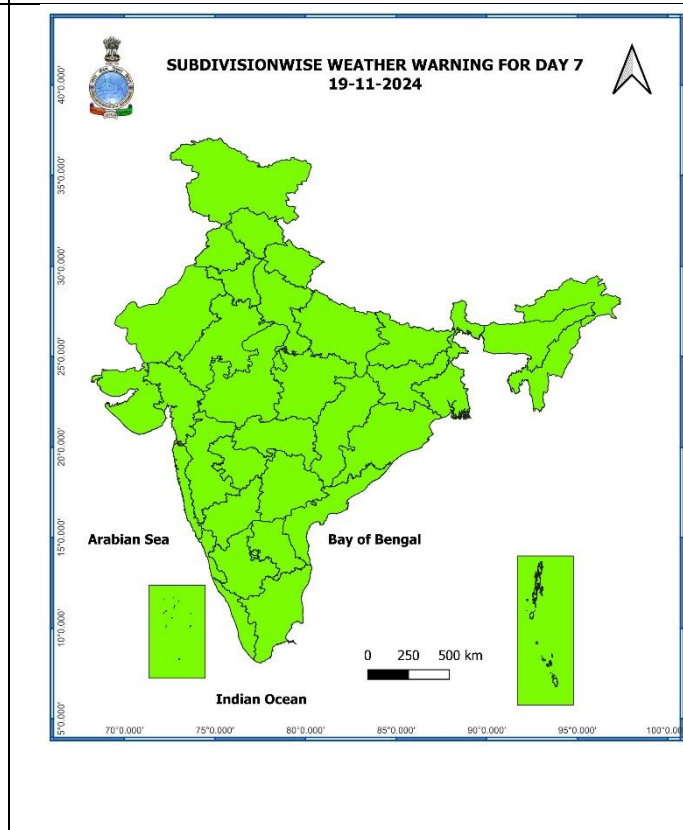 SUBDIVISIONWISE WEATHER WARNING FOR DAY 7
19-11-2024
40°0.000'
35°0.000'
30°0.000'
25°0.000'
20°0.000'
15°0.000'
10°0.000'
5°0.000'
Arabian Sea
Bay of Bengal
0 250 500 km
Indian Ocean
70°0.000' 75°0.000' 80°0.000' 85°0.000' 90°0.000' 95°0.000' 100°0.00